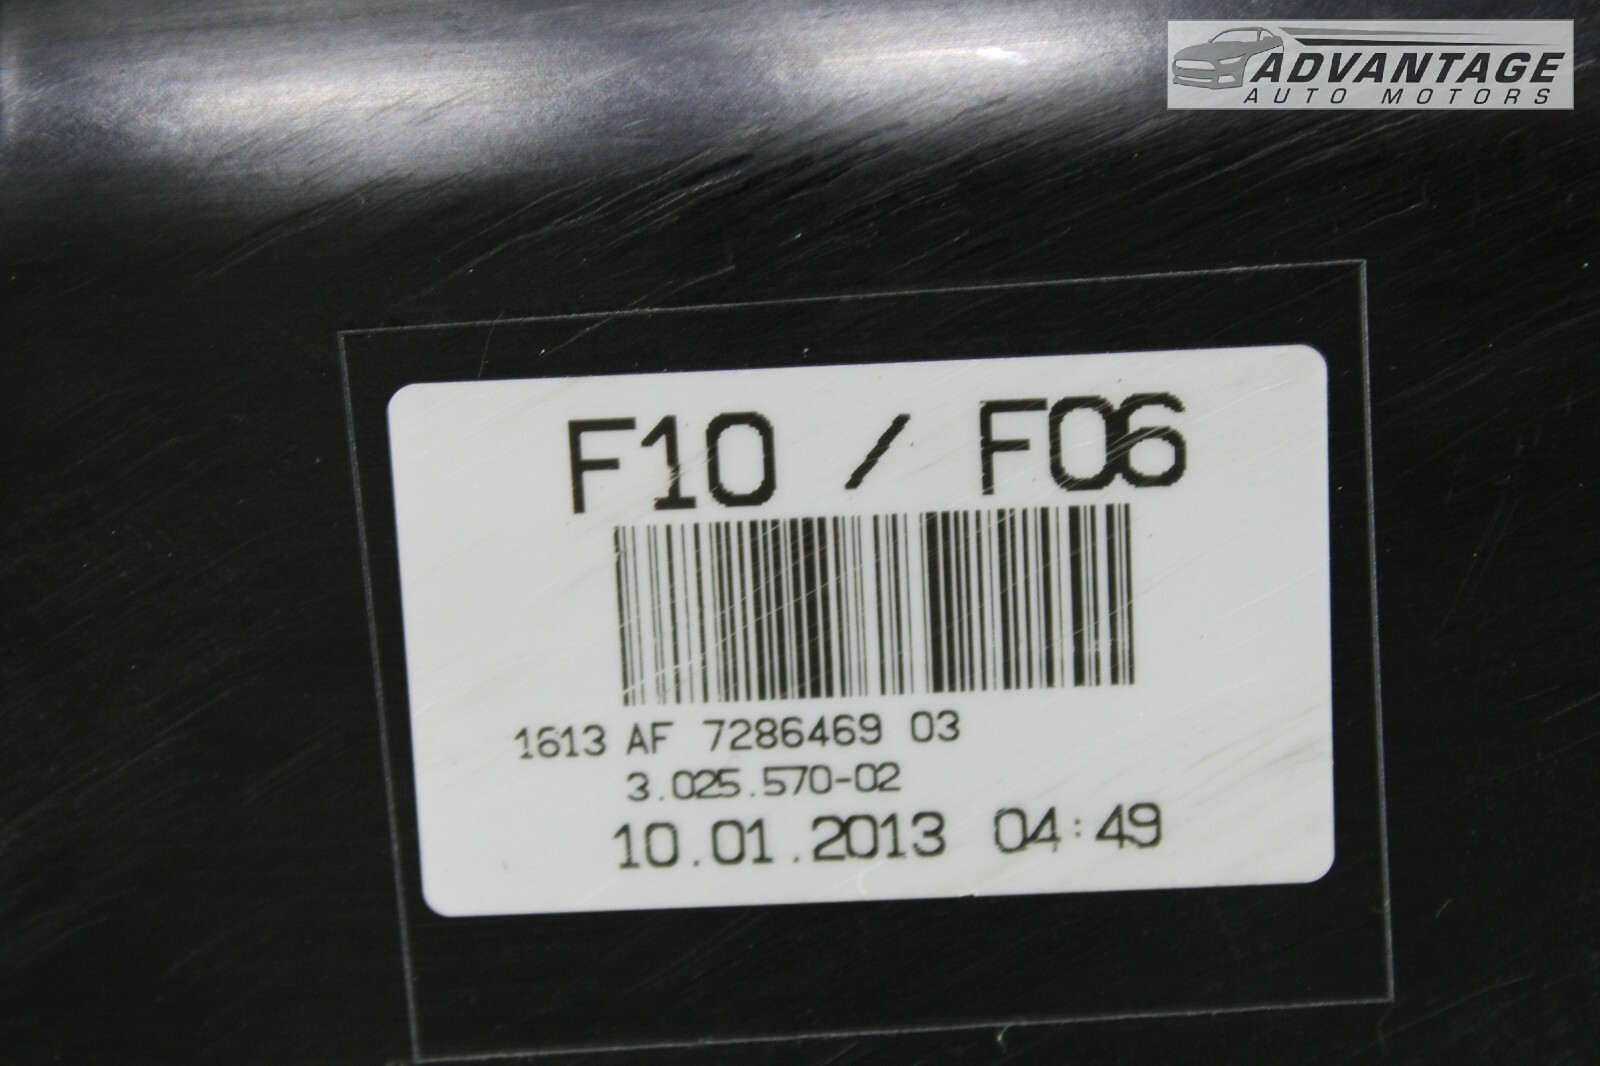 ADVANTAGE
AUTO MOTORS
F10 / F06
1613 AF 7286469 03
3.025.570-02
10.01.2013 04:49